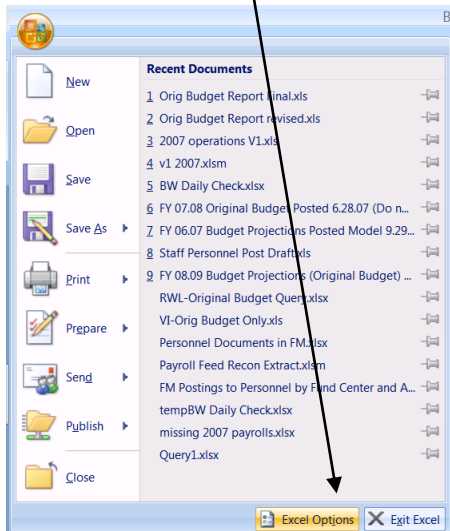 B
New
Open
Save
Save As
Print
Prepare
Send
Publish
Close
Recent Documents
1 Orig Budget Report Final.xls
2 Orig Budget Report revised.xls
3 2007 operations V1.xls
4 v1 2007.xlsm
5 BW Daily Check.xlsx
6 FY 07.08 Original Budget Posted 6.28.07 (Do n...
7 FY 06.07 Budget Projections Posted Model 9.29...
8 Staff Personnel Post Draft.xls
9 FY 08.09 Budget Projections (Original Budget) ...
RWL-Original Budget Query.xlsx
VI-Orig Budget Only.xls
Personnel Documents in FM.xlsx
Payroll Feed Recon Extract.xlsm
FM Postings to Personnel by Fund Center and A...
tempBW Daily Check.xlsx
missing 2007 payrolls.xlsx
Query1.xlsx
Excel Options
Exit Excel